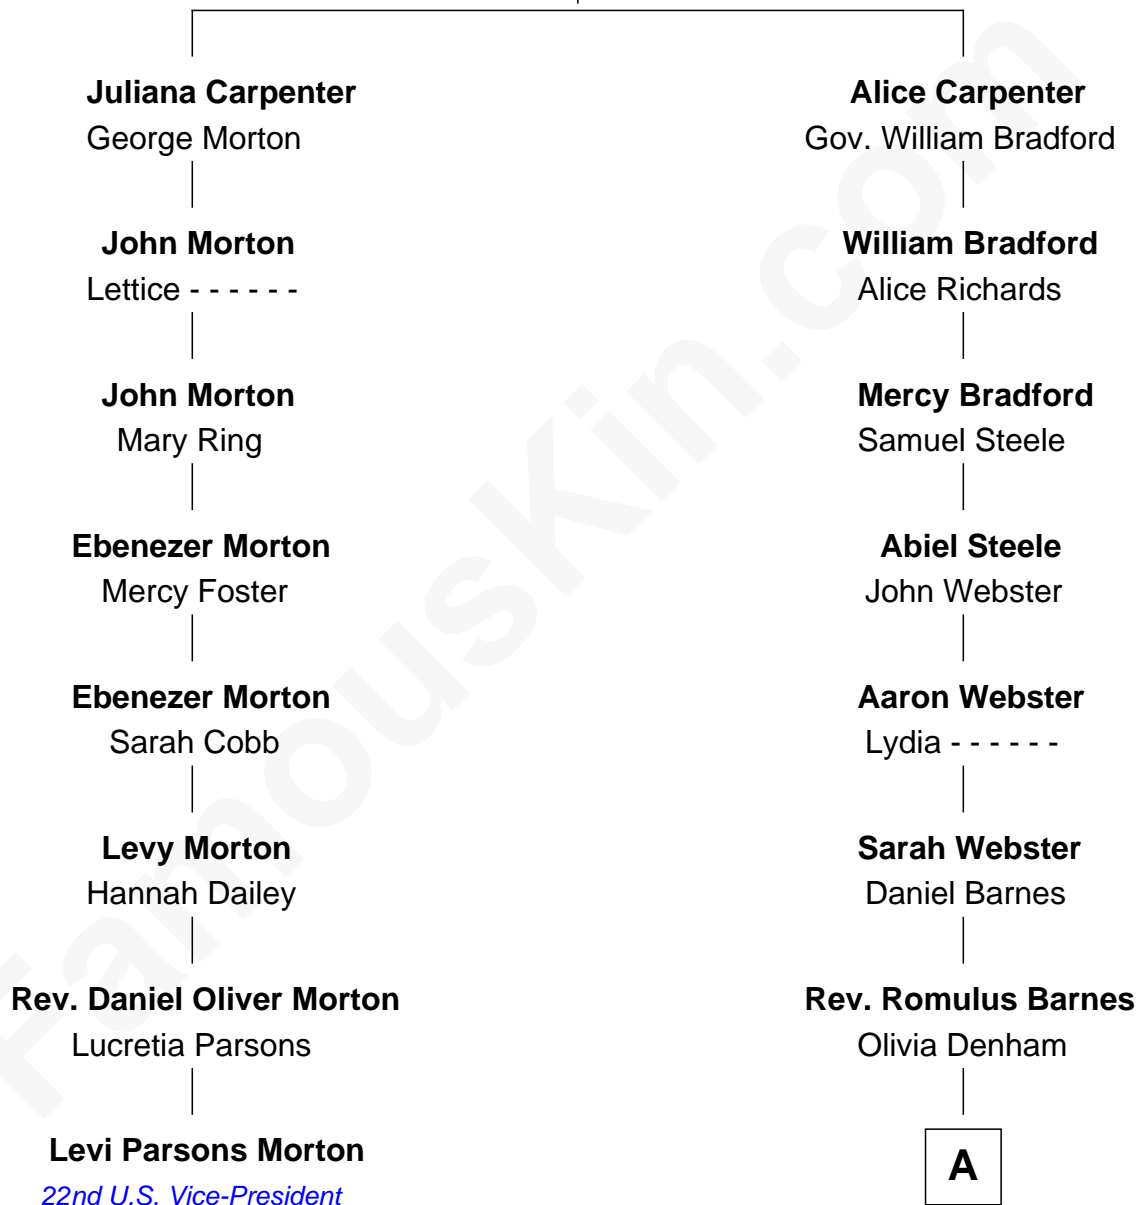 Juliana Carpenter
George Morton
John Morton
Lettice - - - - - -
John Morton
Mary Ring
Ebenezer Morton
Mercy Foster
Ebenezer Morton
Sarah Cobb
Levy Morton
Hannah Dailey
Rev. Daniel Oliver Morton
Lucretia Parsons
Levi Parsons Morton
22nd U.S. Vice-President
Alice Carpenter
Gov. William Bradford
William Bradford
Alice Richards
Mercy Bradford
Samuel Steele
Abiel Steele
John Webster
Aaron Webster
Lydia - - - - - -
Sarah Webster
Daniel Barnes
Rev. Romulus Barnes
Olivia Denham
A
FamousKin.com